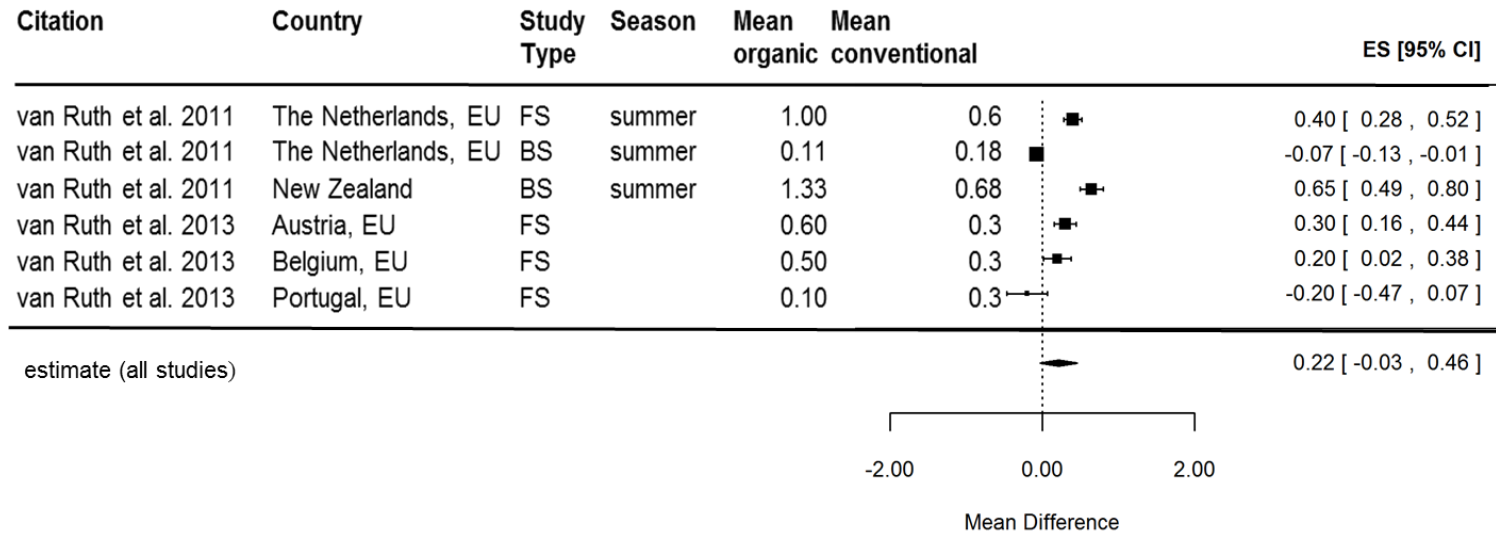 Citation Country Study Type Season Mean organic Mean conventional ES [95% CI]
van Ruth et al. 2011 The Netherlands, EU FS summer 1.00 0.6 0.40 [ 0.28 , 0.52 ]
van Ruth et al. 2011 The Netherlands, EU BS summer 0.11 0.18 -0.07 [ -0.13 , -0.01 ]
van Ruth et al. 2011 New Zealand BS summer 1.33 0.68 0.65 [ 0.49 , 0.80 ]
van Ruth et al. 2013 Austria, EU FS 0.60 0.3 0.30 [ 0.16 , 0.44 ]
van Ruth et al. 2013 Belgium, EU FS 0.50 0.3 0.20 [ 0.02 , 0.38 ]
van Ruth et al. 2013 Portugal, EU FS 0.10 0.3 -0.20 [ -0.47 , 0.07 ]
estimate (all studies) 0.22 [ -0.03 , 0.46 ]
-2.00 0.00 2.00
Mean Difference